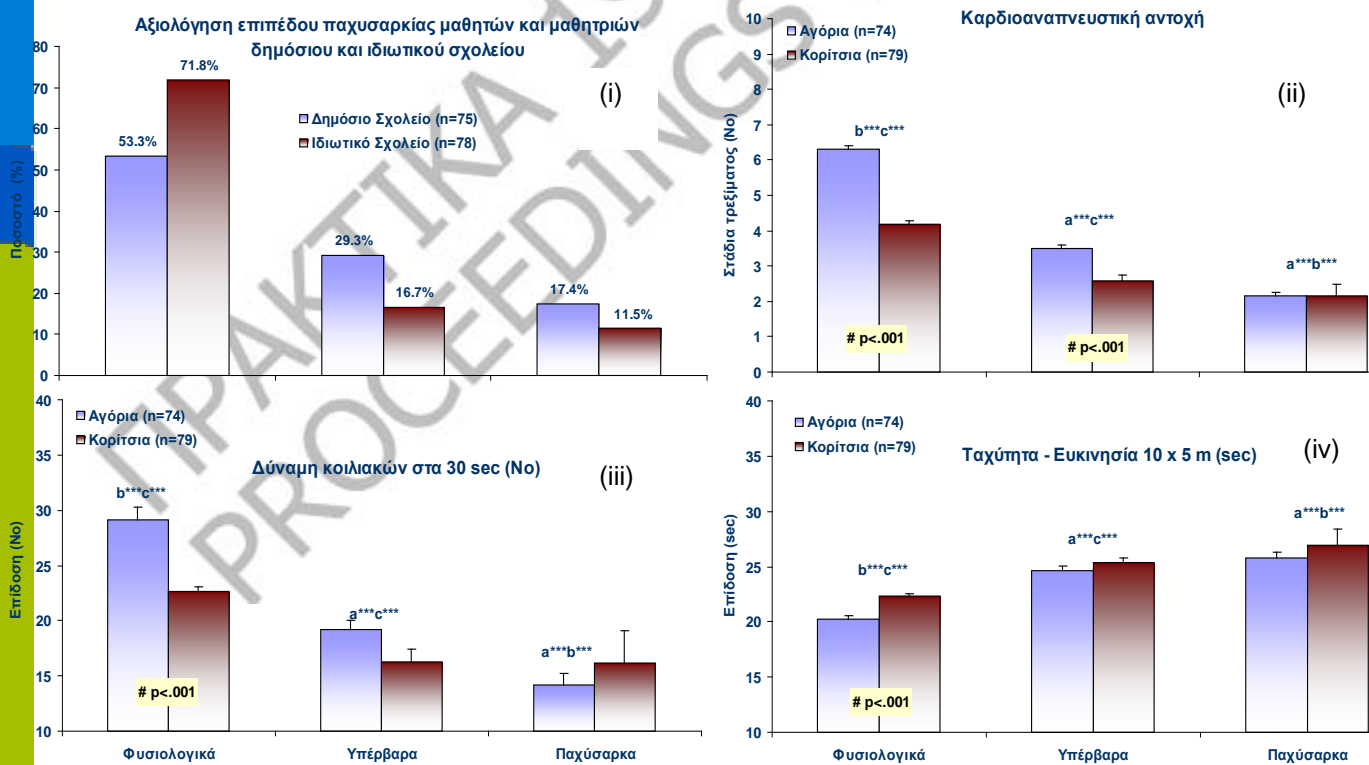 Αξιολόγηση επιπέδου παχυσαρκίας μαθητών και μαθητριών
δημόσιου και ιδιωτικού σχολείου
(i)
Δημόσιο Σχολείο (n=75)
Ιδιωτικό Σχολείο (n=78)
Ποσοστό (%)
80
70
60
50
40
30
20
10
0
53.3%
71.8%
29.3%
16.7%
17.4%
11.5%
Καρδιοαναπνευστική αντοχή
(ii)
Αγόρια (n=74)
Κορίτσια (n=79)
Στάδια τρεξίματος (No)
10
9
8
7
6
5
4
3
2
1
0
b***c***
a***c***
a***b***
# p<.001
# p<.001
Δύναμη κοιλιακών στα 30 sec (No)
(iii)
Αγόρια (n=74)
Κορίτσια (n=79)
Επίδοση (No)
40
35
30
25
20
15
10
b***c***
a***c***
a***b***
# p<.001
Φυσιολογικά
Υπέρβαρα
Παχύσαρκα
Ταχύτητα - Ευκινησία 10 x 5 m (sec)
(iv)
Αγόρια (n=74)
Κορίτσια (n=79)
Επίδοση (sec)
40
35
30
25
20
15
10
b***c***
a***c***
a***b***
# p<.001
Φυσιολογικά
Υπέρβαρα
Παχύσαρκα
ΠΡΑΚΤΙΚΑ 19
PROCEEDINGS